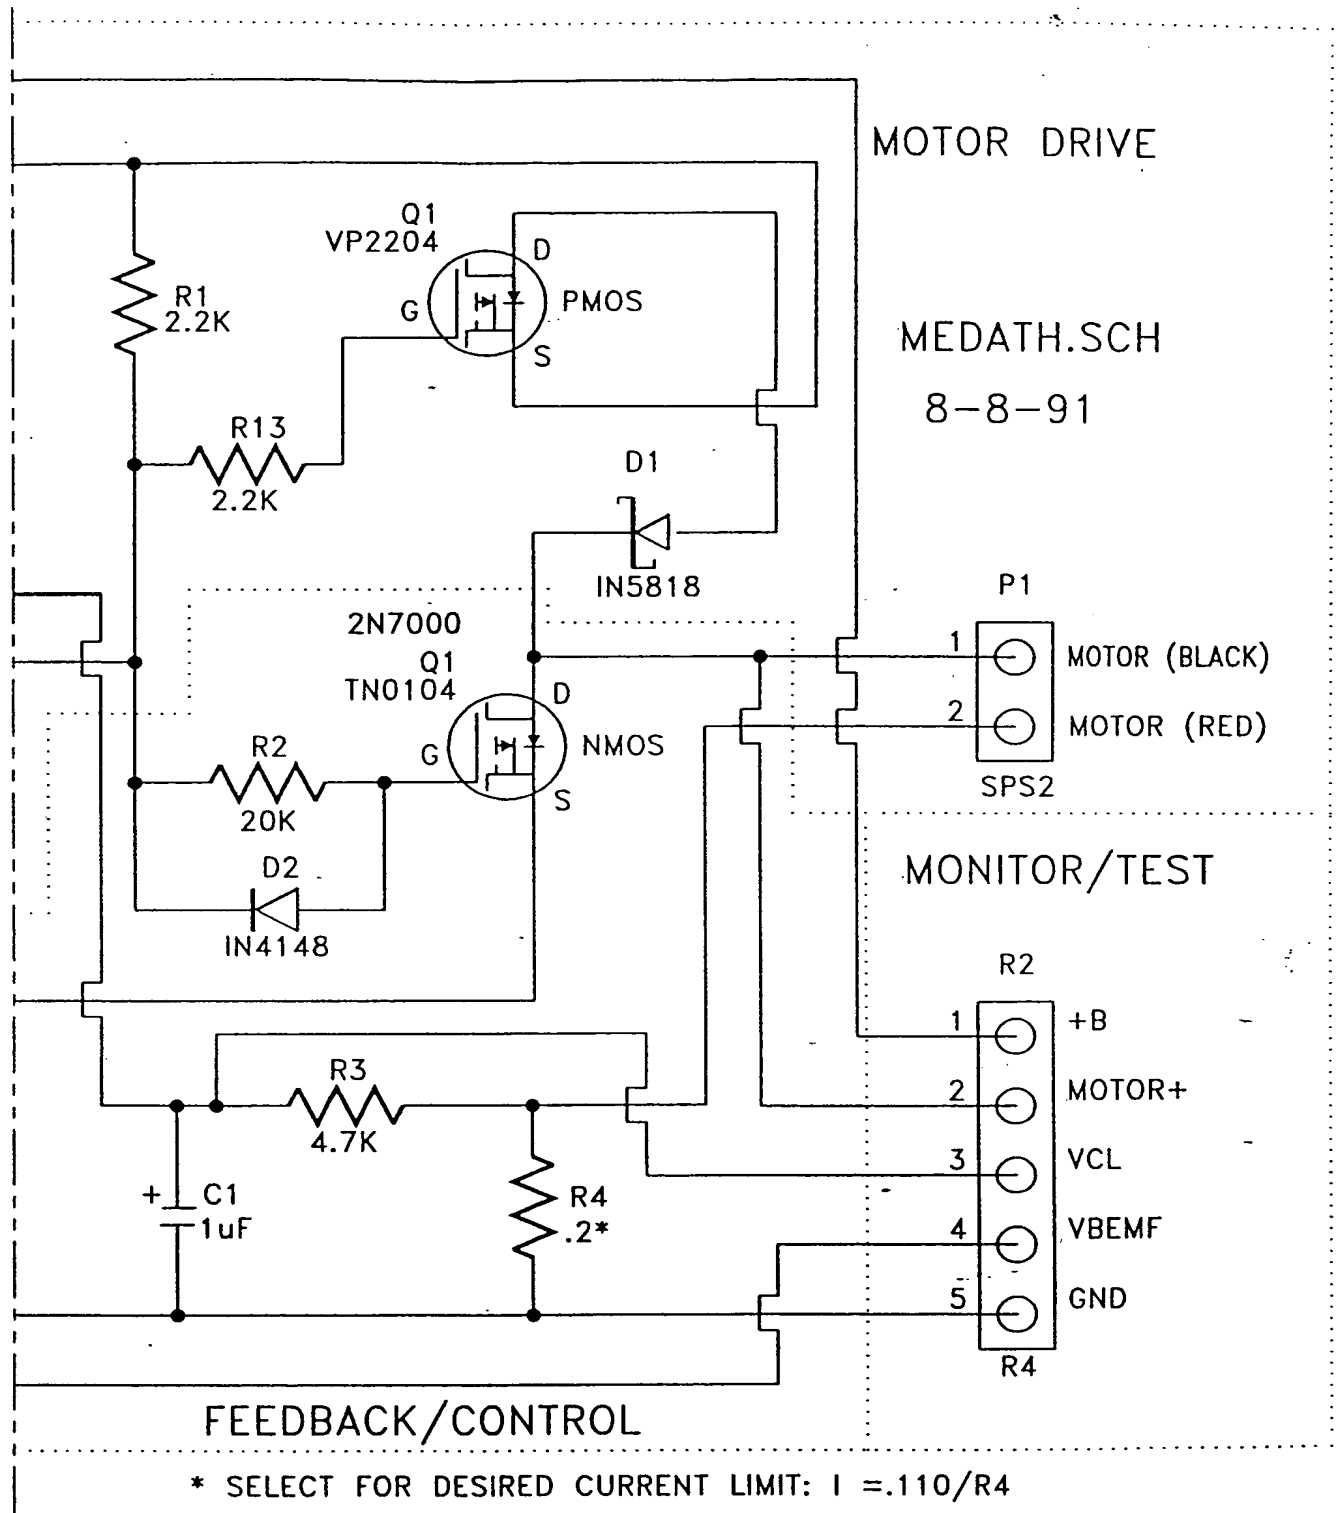 MOTOR DRIVE
Q1
VP2204
D
G
PMOS
S
R1
2.2K
MEDATH.SCH
8-8-91
R13
2.2K
D1
IN5818
P1
2N7000
Q1
TN0104
D
G
NMOS
S
1
MOTOR (BLACK)
2
MOTOR (RED)
SPS2
R2
20K
D2
IN4148
MONITOR/TEST
R2
1
+B
2
MOTOR+
3
VCL
4
VBEMF
5
GND
R4
R3
4.7K
+
C1
1uF
R4
.2*
FEEDBACK/CONTROL
* SELECT FOR DESIRED CURRENT LIMIT: I =.110/R4